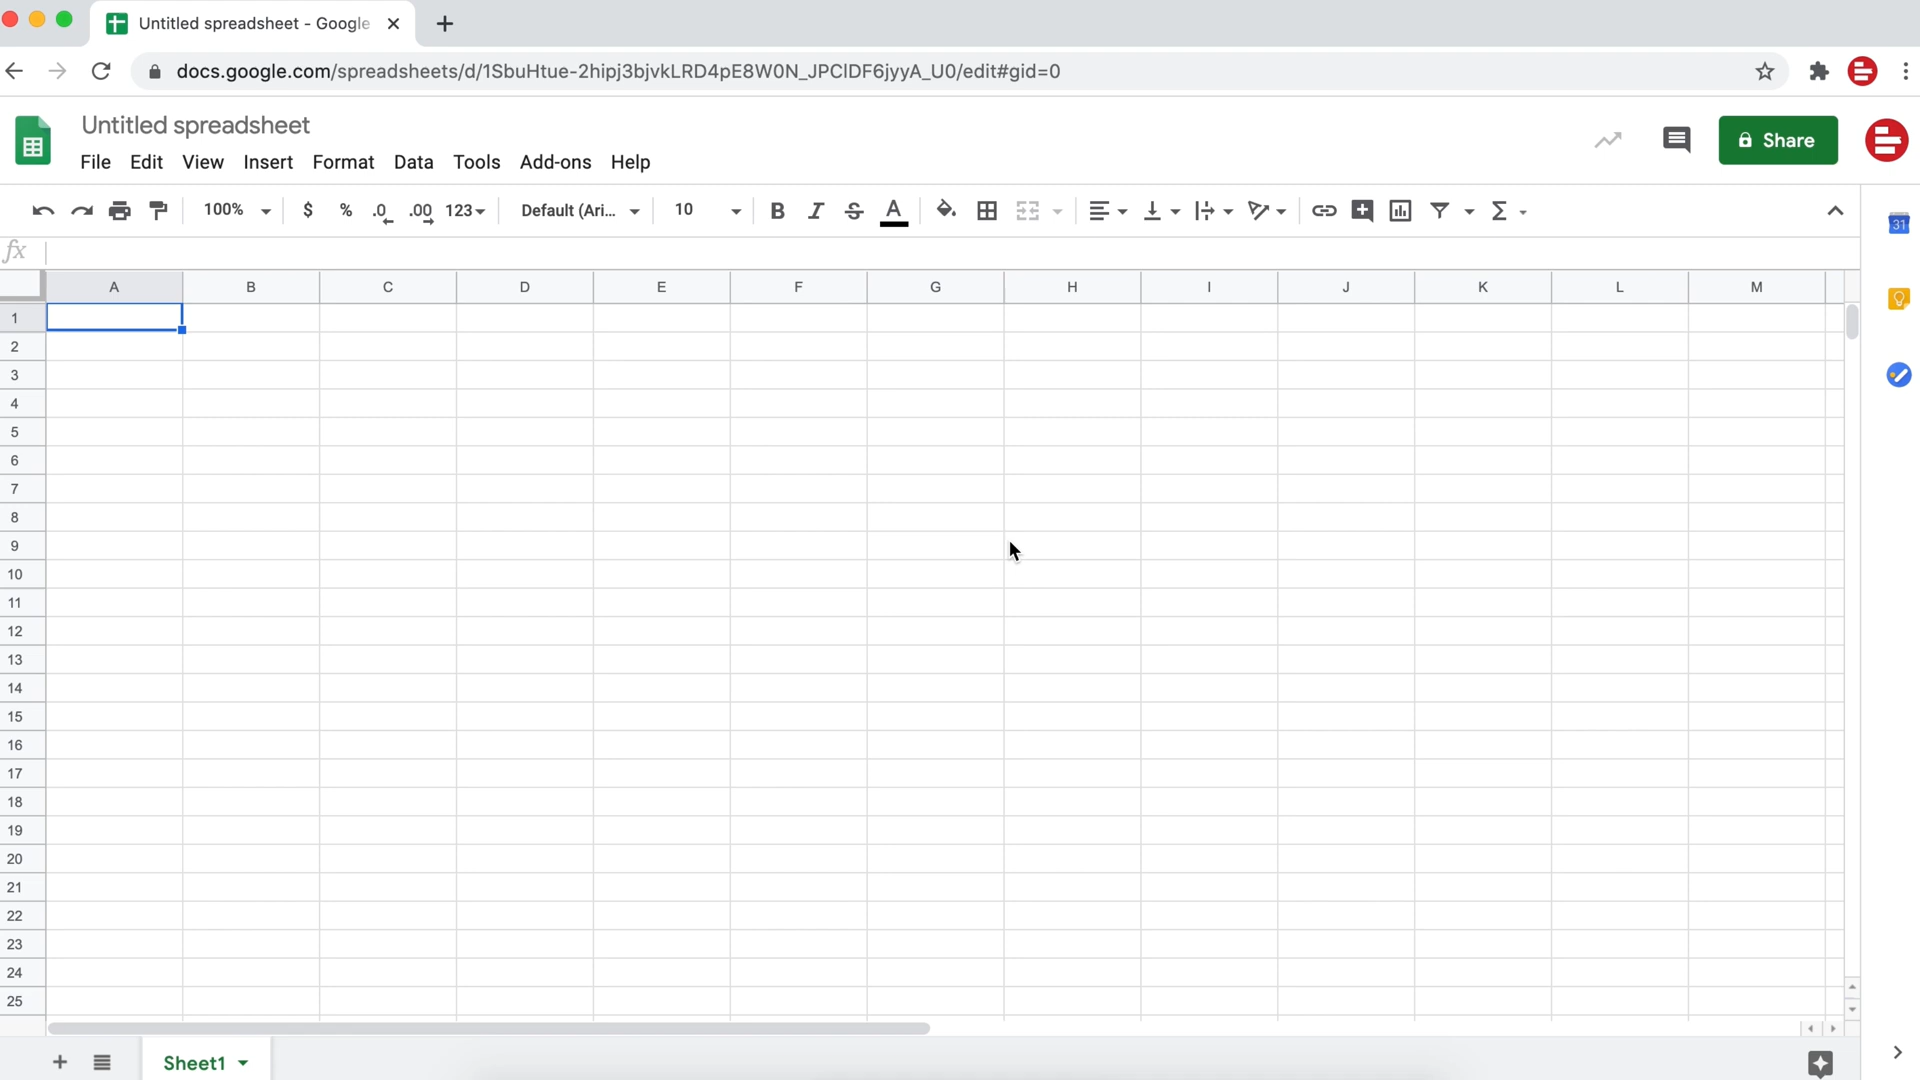 Untitled spreadsheet - Google
docs.google.com/spreadsheets/d/1SbuHtue-2hipj3bjvkLRD4pE8W0N_JPCIDF6jyyA_U0/edit#gid=0
Untitled spreadsheet
File Edit View Insert Format Data Tools Add-ons Help
Share
100% $ % .0 .00 123 Default (Ari... 10 B I S A Σ
31
fx
A B C D E F G H I J K L M
1
2
3
4
5
6
7
8
9
10
11
12
13
14
15
16
17
18
19
20
21
22
23
24
25
Sheet1